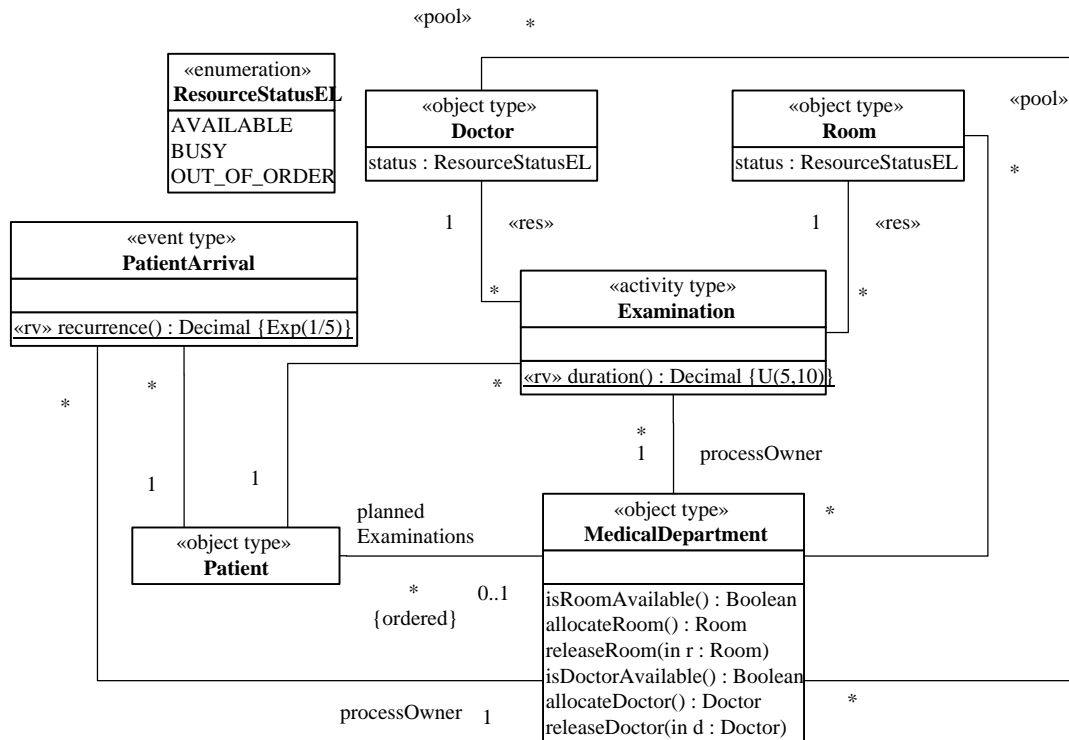 «pool»
*
«enumeration»
ResourceStatusEL
AVAILABLE
BUSY
OUT_OF_ORDER
«object type»
Doctor
status : ResourceStatusEL
«object type»
Room
status : ResourceStatusEL
«pool»
*
*
1
«res»
1
«res»
*
*
«event type»
PatientArrival
«rv» recurrence() : Decimal {Exp(1/5)}
«activity type»
Examination
«rv» duration() : Decimal {U(5,10)}
*
*
*
*
1
processOwner
1
1
planned
Examinations
*
{ordered}
0..1
«object type»
Patient
«object type»
MedicalDepartment
isRoomAvailable() : Boolean
allocateRoom() : Room
releaseRoom(in r : Room)
isDoctorAvailable() : Boolean
allocateDoctor() : Doctor
releaseDoctor(in d : Doctor)
*
*
processOwner
1